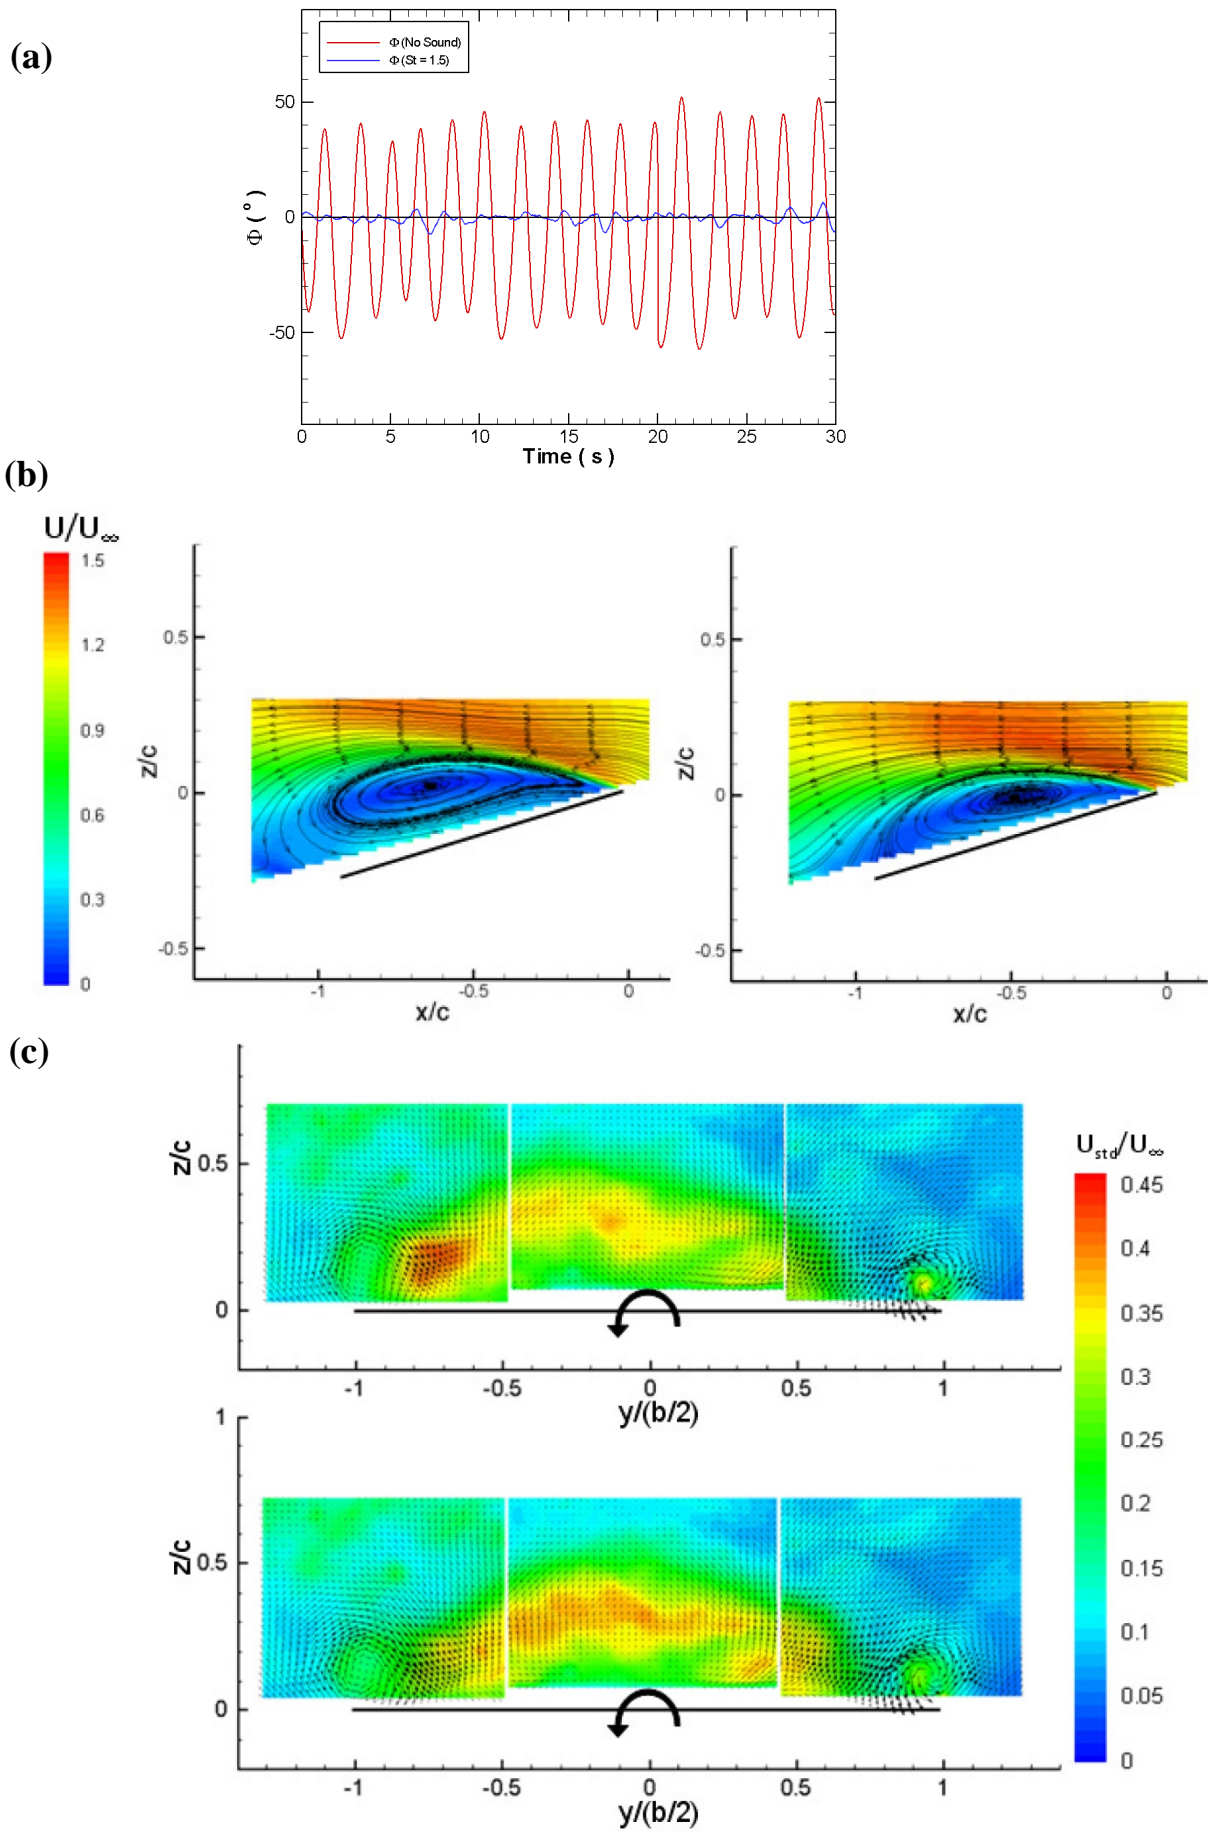 (a)
Φ (No Sound)
Φ (St = 1.5)
50
0
-50
Φ ( ° )
0 5 10 15 20 25 30
Time ( s )
(b)
U/U∞
1.5
1.2
0.9
0.6
0.3
0
z/c
0.5
0
-0.5
-1 -0.5 0
x/c
z/c
0.5
0
-0.5
-1 -0.5 0
x/c
(c)
z/c
0.5
0
-1 -0.5 0 0.5 1
y/(b/2)
Ustd/U∞
0.45
0.4
0.35
0.3
0.25
0.2
0.15
0.1
0.05
0
1
z/c
0.5
0
-1 -0.5 0 0.5 1
y/(b/2)